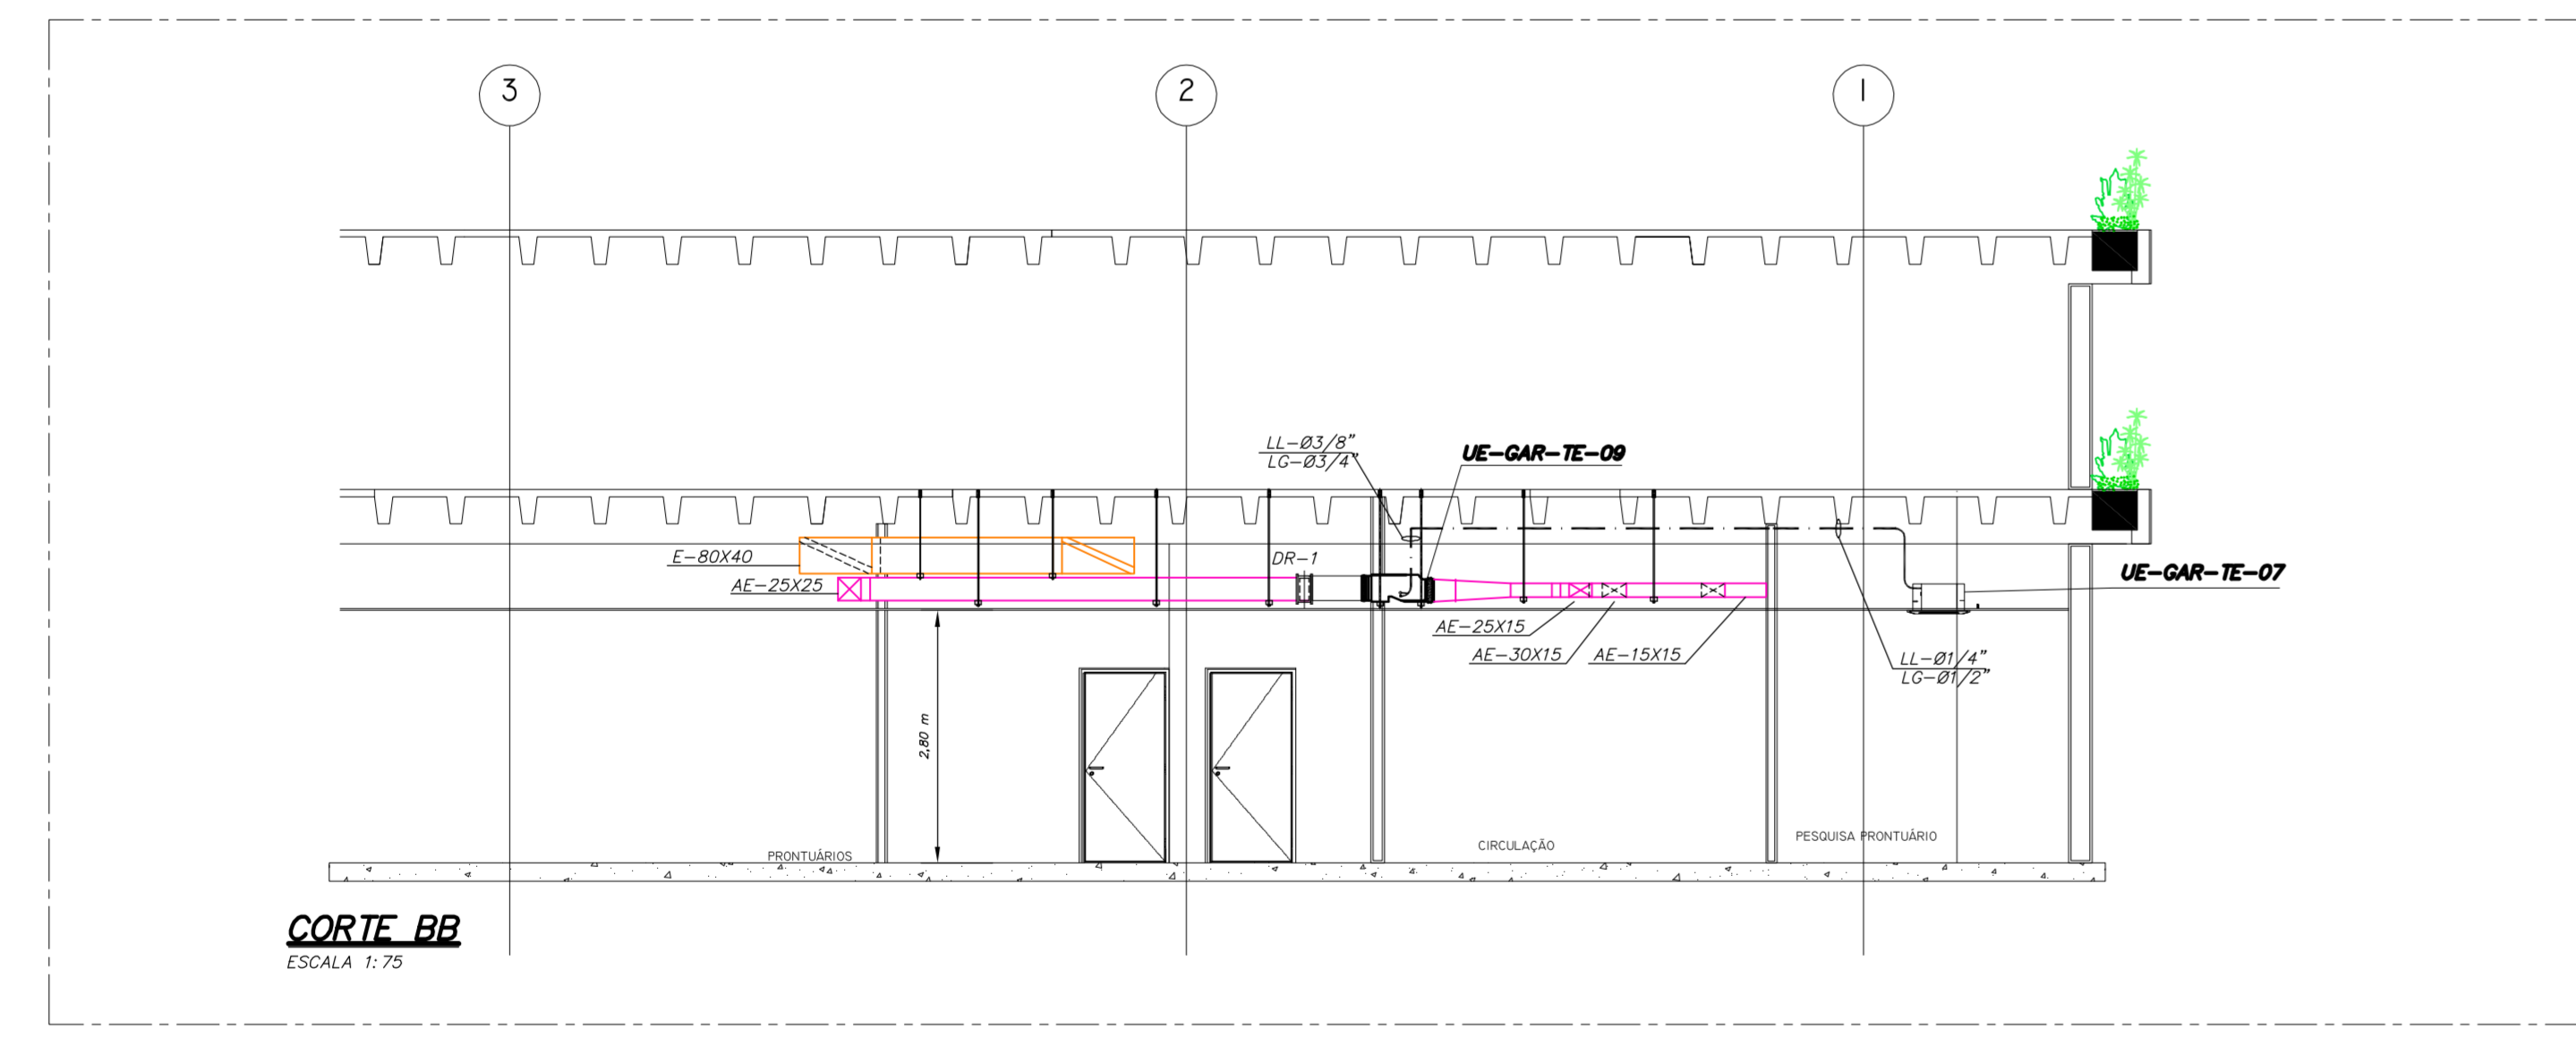 3
2
1
LL-Ø3/8"
LG-Ø3/4"
UE-GAR-TE-09
E-80X40
AE-25X25
DR-1
UE-GAR-TE-07
AE-25X15
AE-30X15
AE-15X15
LL-Ø1/4"
LG-Ø1/2"
2,80 m
PRONTUÁRIOS
CIRCULAÇÃO
PESQUISA PRONTUÁRIO
CORTE BB
ESCALA 1:75